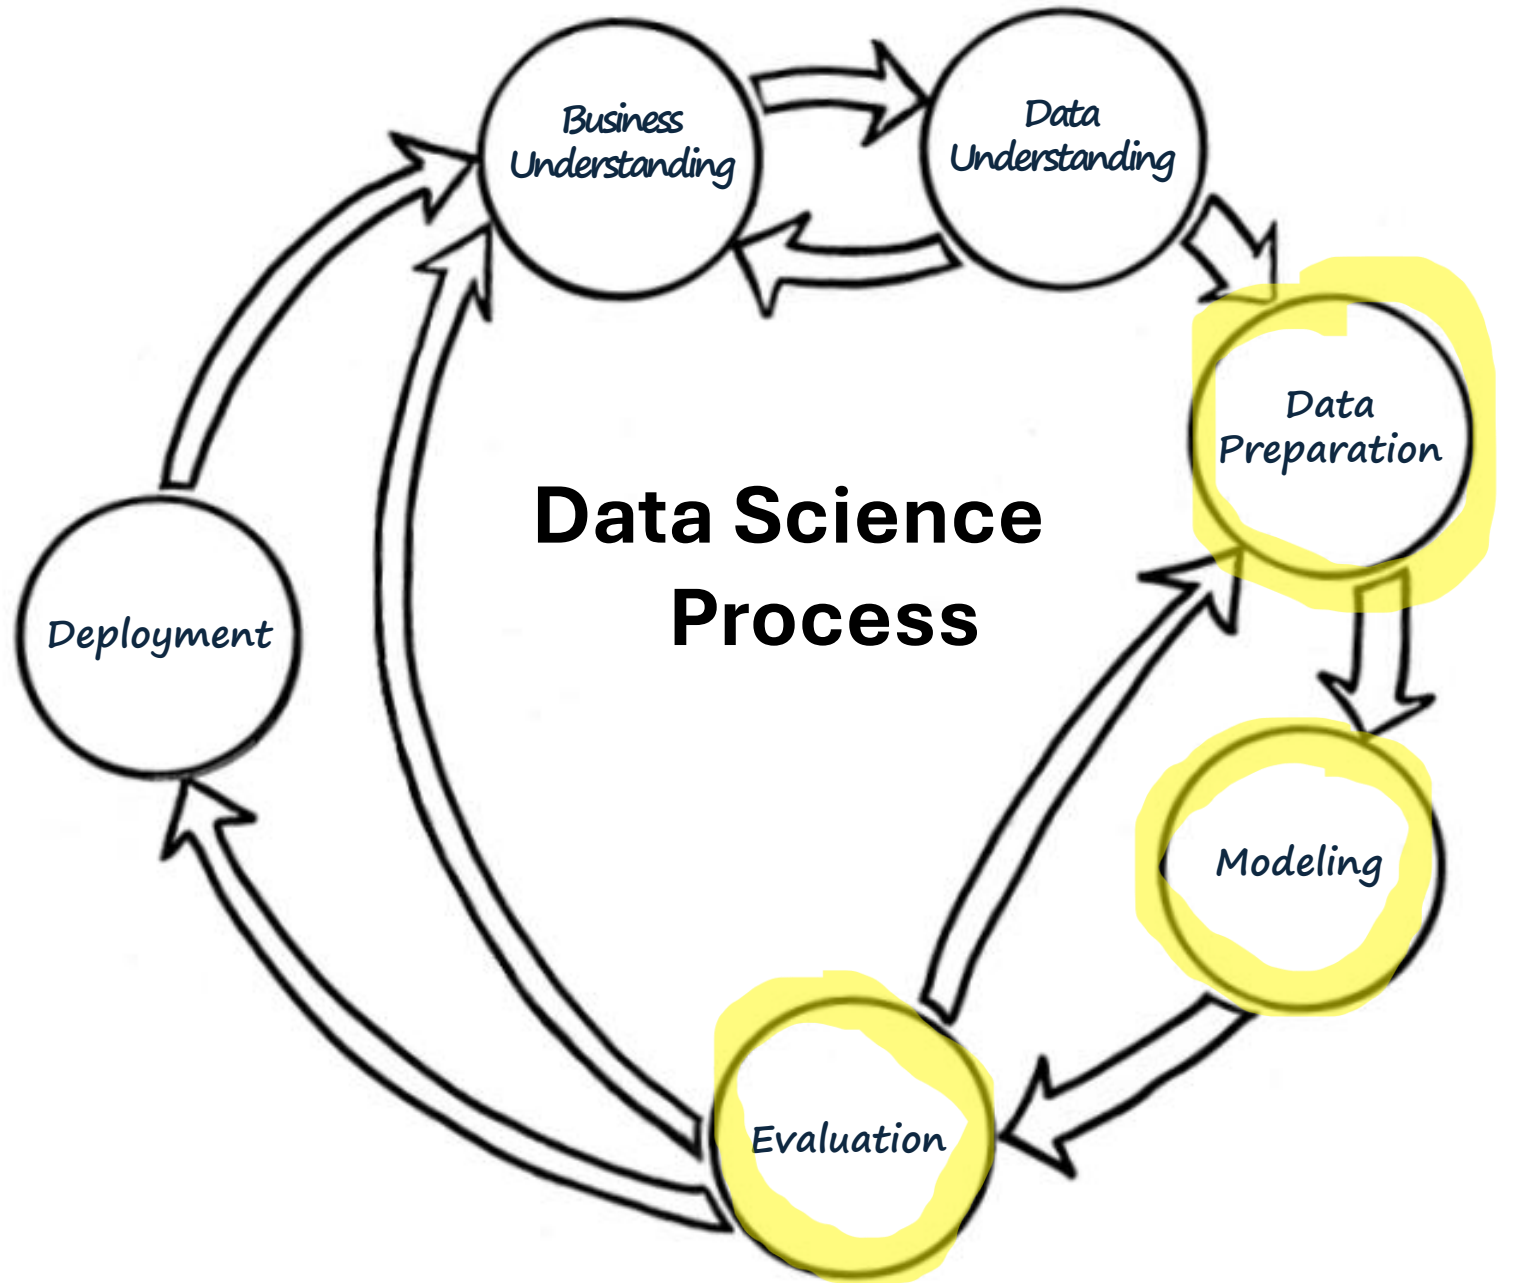 Business
Understanding
Data
Understanding
Data
Preparation
Data Science
Process
Deployment
Modeling
Evaluation